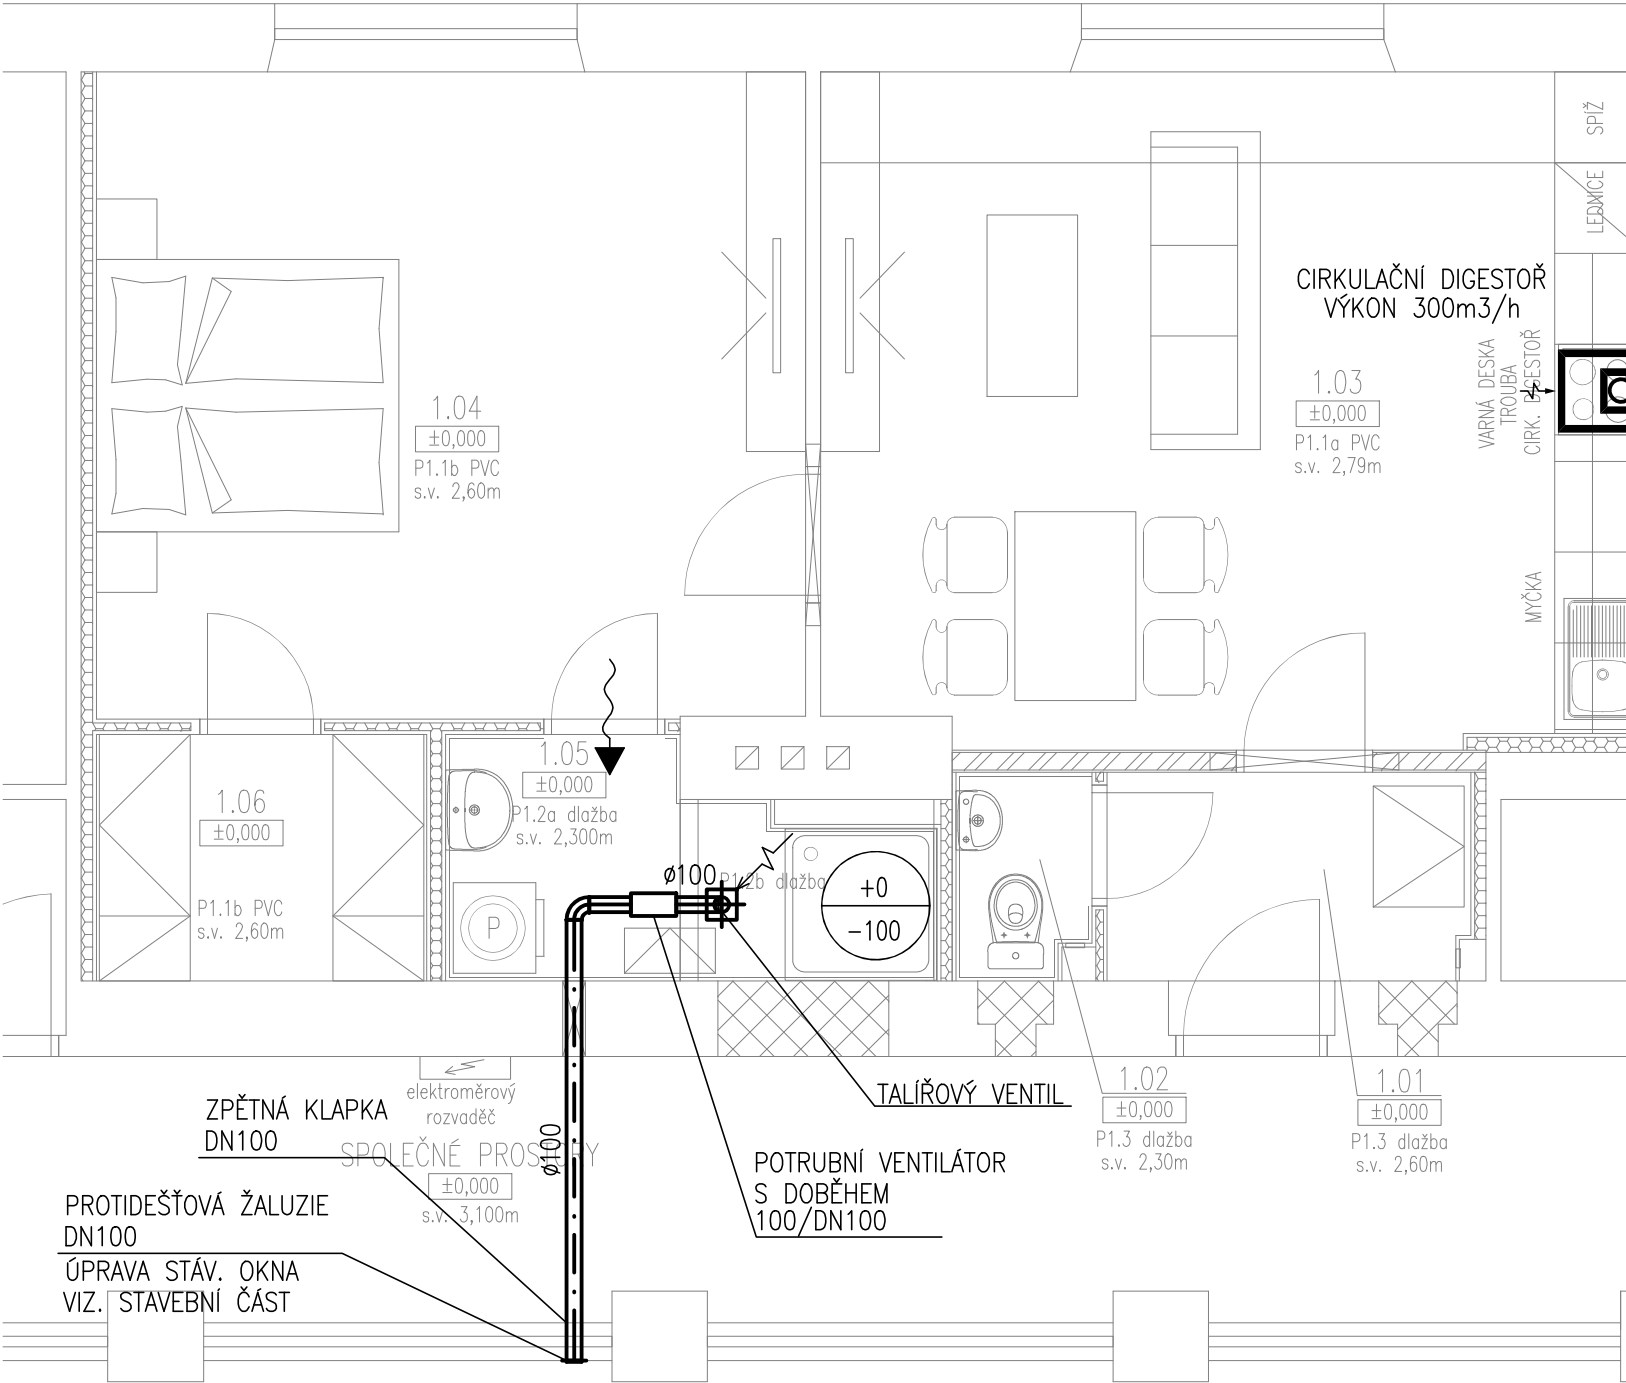 SPÍŽ
LEDNICE
CIRKULAČNÍ DIGESTOŘ
VÝKON 300m3/h
VARNÁ DESKA
TROUBA
CIRK. DIGESTOŘ
1.03
±0,000
P1.1a PVC
s.v. 2,79m
1.04
±0,000
P1.1b PVC
s.v. 2,60m
MYČKA
1.05
±0,000
P1.2a dlažba
s.v. 2,300m
1.06
±0,000
P1.1b PVC
s.v. 2,60m
ø100
P1.2b dlažba
+0
-100
P
elektroměrový
rozvaděč
TALÍŘOVÝ VENTIL
1.02
±0,000
P1.3 dlažba
s.v. 2,30m
1.01
±0,000
P1.3 dlažba
s.v. 2,60m
ZPĚTNÁ KLAPKA
DN100
SPOLEČNÉ PROSTORY
±0,000
s.v. 3,100m
ø100
POTRUBNÍ VENTILÁTOR
S DOBĚHEM
100/DN100
PROTIDEŠŤOVÁ ŽALUZIE
DN100
ÚPRAVA STÁV. OKNA
VIZ. STAVEBNÍ ČÁST